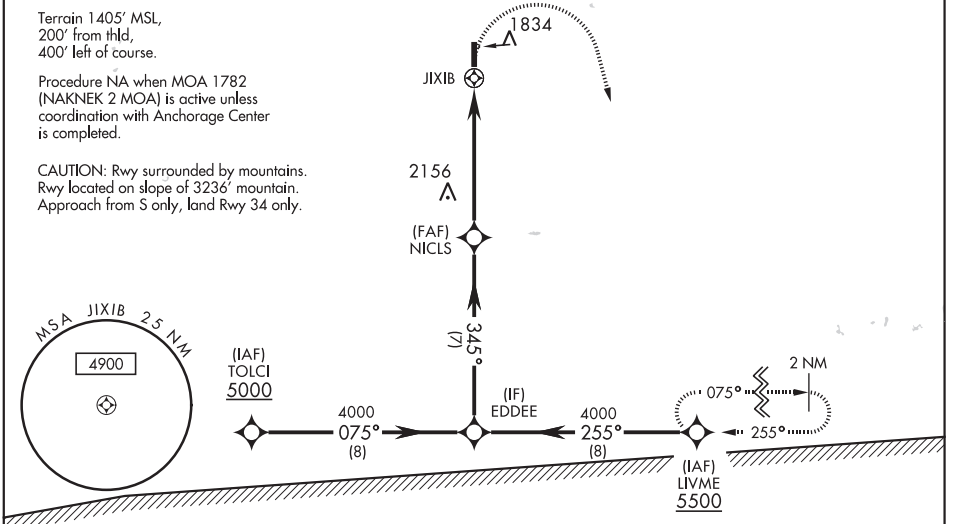 Terrain 1405' MSL,
200' from thld,
400' left of course.
Procedure NA when MOA 1782
(NAKNEK 2 MOA) is active unless
coordination with Anchorage Center
is completed.
CAUTION: Rwy surrounded by mountains.
Rwy located on slope of 3236' mountain.
Approach from S only, land Rwy 34 only.
1834
JIXIB
2156
(FAF)
NICLS
345°
(7)
MSA JIXIB 25 NM
4900
(IAF)
TOLCI
5000
4000
075°
(8)
(IF)
EDDEE
4000
255°
(8)
2 NM
075°
255°
(IAF)
LIVME
5500